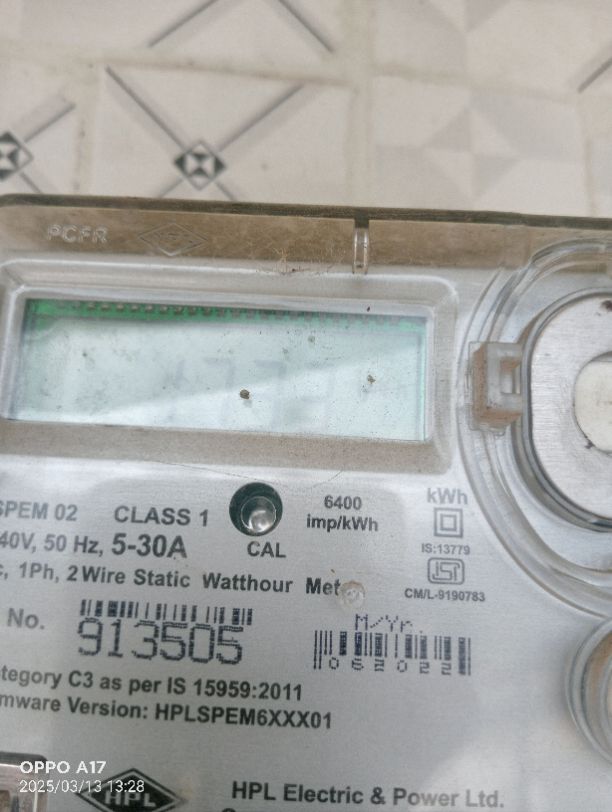 PCFR
SPEM 02 CLASS 1
6400
imp/kWh
kWh
40V, 50 Hz, 5-30A
CAL
IS:13779
ISI
CM/L-9190783
c, 1Ph, 2 Wire Static Watthour Met
No.
913505
M/Yr.
062022
ategory C3 as per IS 15959:2011
mware Version: HPLSPEM6XXX01
HPL
HPL Electric & Power Ltd.
OPPO A17
2025/03/13 13:28